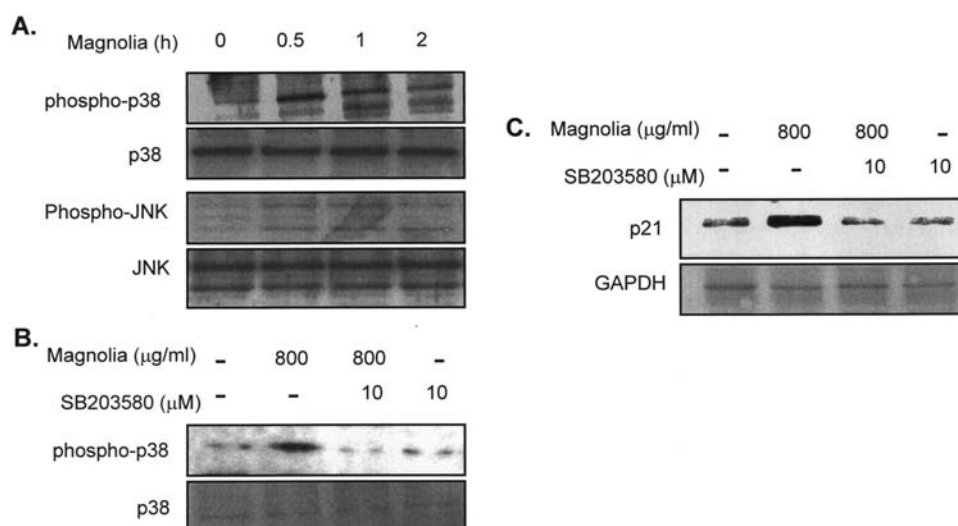 A.
Magnolia (h) 0 0.5 1 2
phospho-p38
p38
Phospho-JNK
JNK
B.
Magnolia (μg/ml) – 800 800 –
SB203580 (μM) – – 10 10
phospho-p38
p38
C.
Magnolia (μg/ml) – 800 800 –
SB203580 (μM) – – 10 10
p21
GAPDH